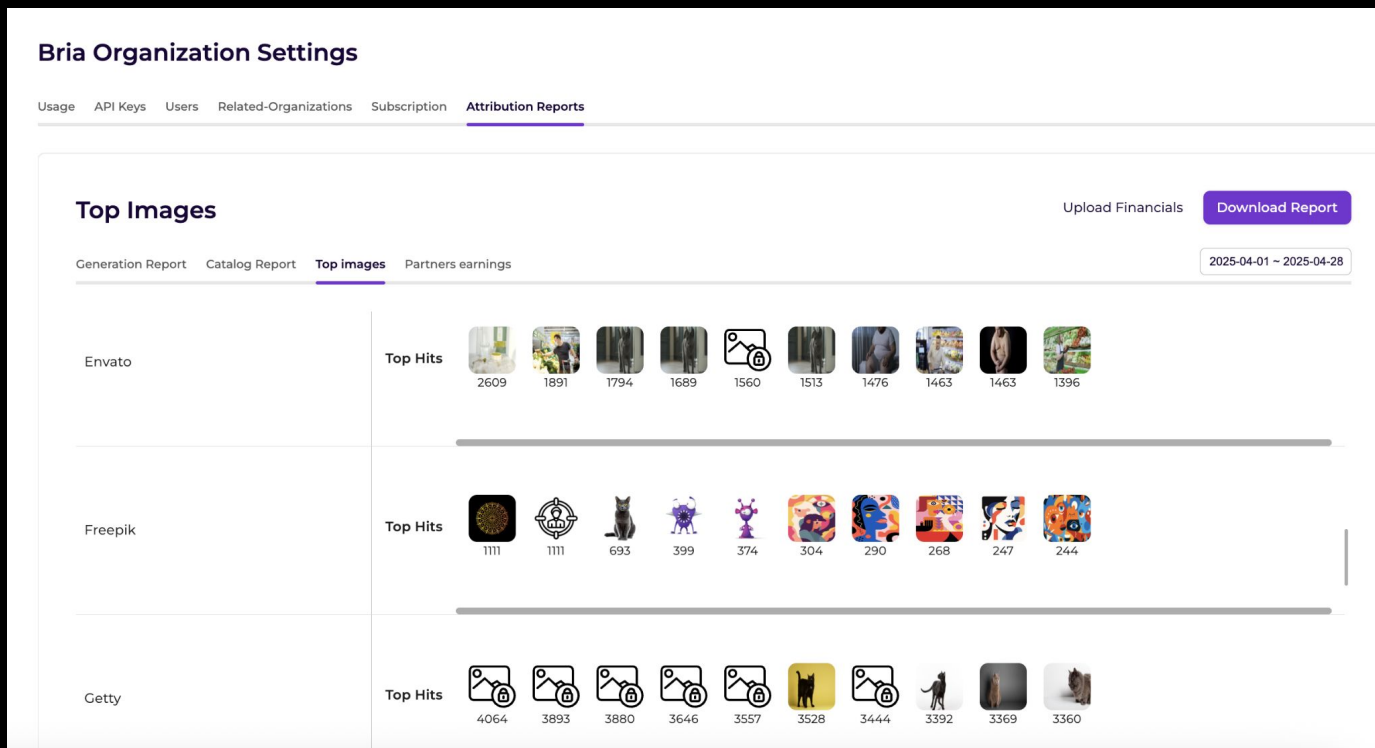 Bria Organization Settings
Usage API Keys Users Related-Organizations Subscription Attribution Reports
Top Images
Upload Financials Download Report
Generation Report Catalog Report Top images Partners earnings
2025-04-01 ~ 2025-04-28
Envato
Top Hits
2609 1891 1794 1689 1560 1513 1476 1463 1463 1396
Freepik
Top Hits
1111 1111 693 399 374 304 290 268 247 244
Getty
Top Hits
4064 3893 3880 3646 3557 3528 3444 3392 3369 3360